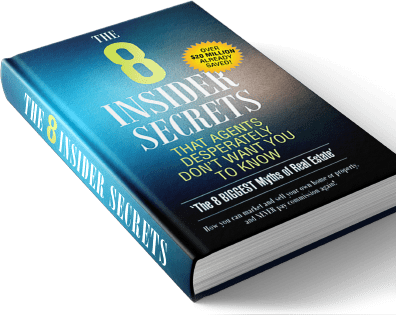 THE
8
INSIDER
SECRETS
OVER
$20 MILLION
ALREADY
SAVED!
THAT AGENTS
DESPERATELY
DON'T WANT YOU
TO KNOW
'The 8 BIGGEST Myths of Real Estate'
How you can market and sell your own home or property,
and NEVER pay commission again!
THE 8 INSIDER SECRETS